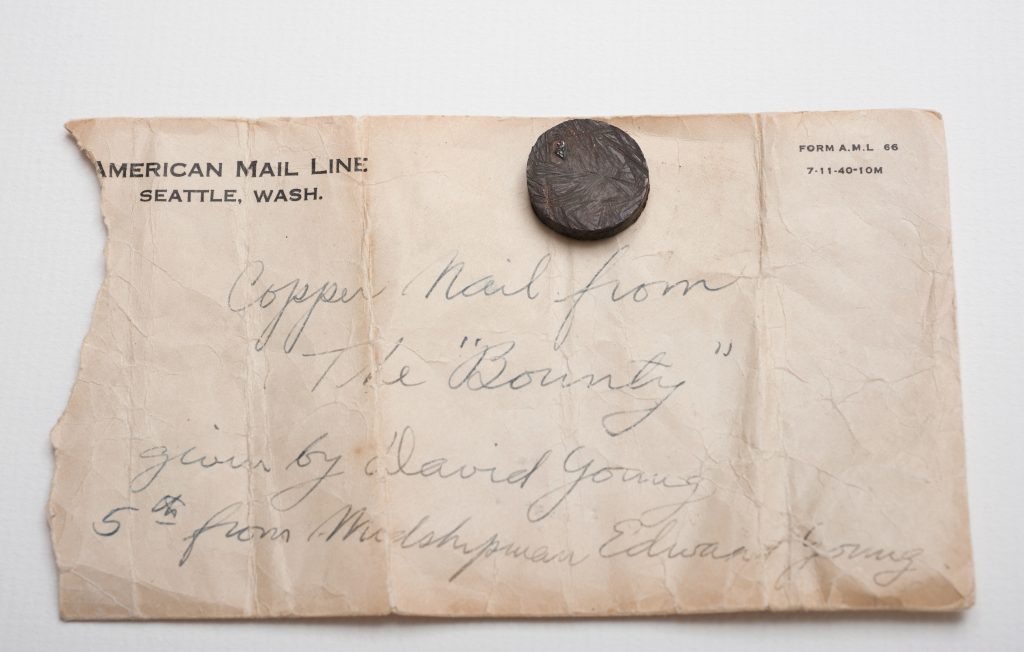 AMERICAN MAIL LINE
SEATTLE, WASH.
FORM A.M.L 66
7-11-40-10M
Copper Nail from
The "Bounty"
given by David Young
5th from Midshipman Edward Young